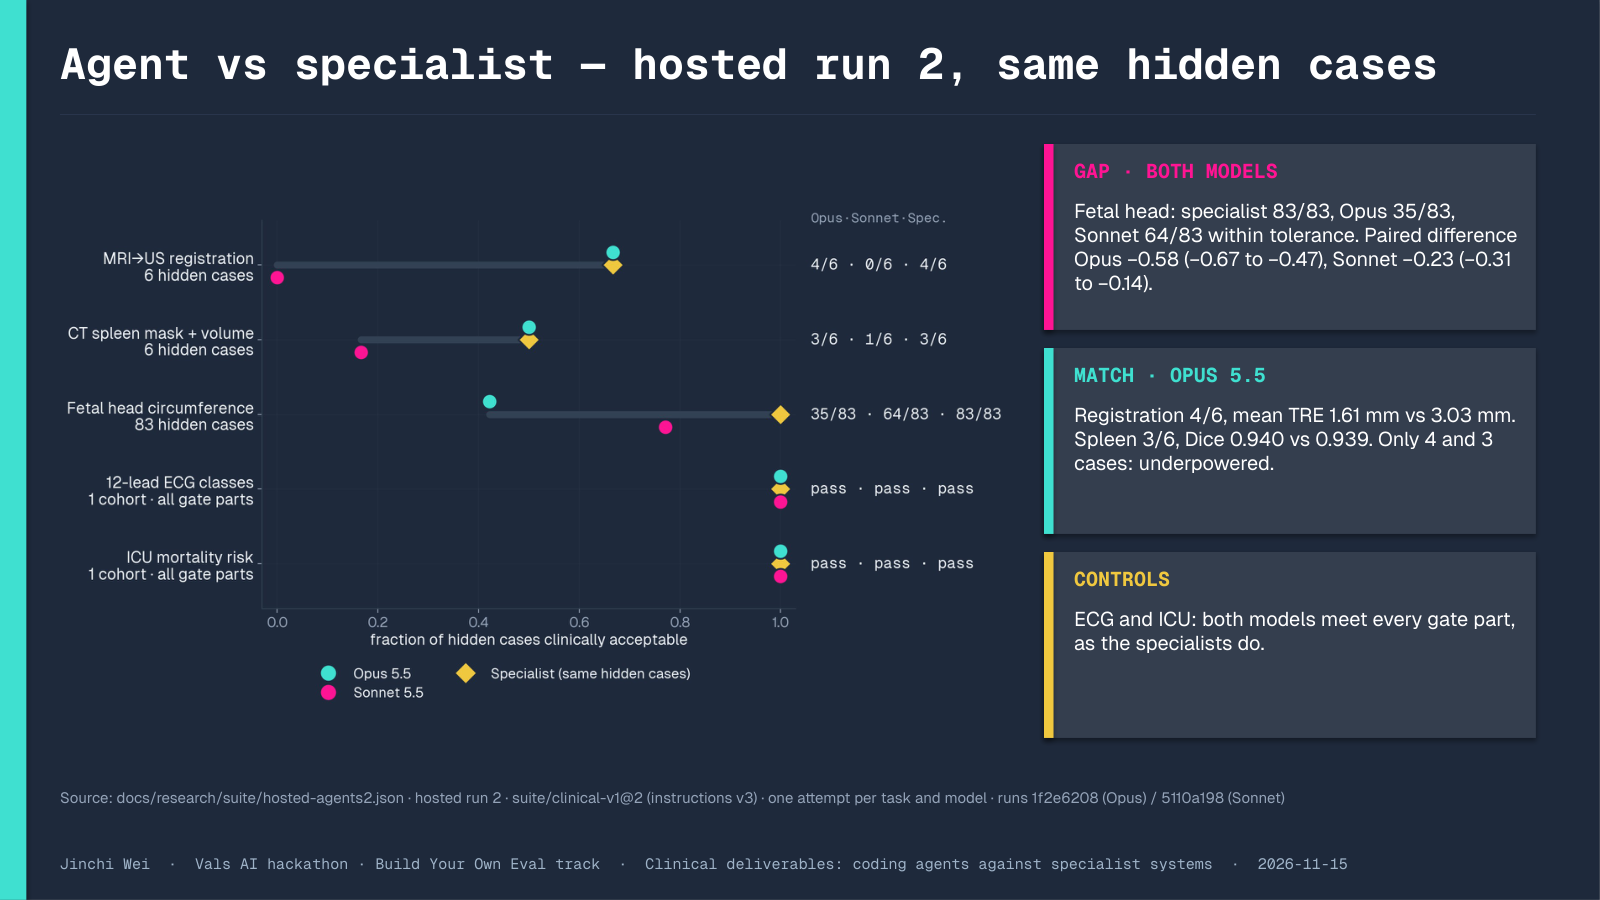 Agent vs specialist — hosted run 2, same hidden cases
Opus·Sonnet·Spec.
MRI→US registration
6 hidden cases
4/6 · 0/6 · 4/6
CT spleen mask + volume
6 hidden cases
3/6 · 1/6 · 3/6
Fetal head circumference
83 hidden cases
35/83 · 64/83 · 83/83
12-lead ECG classes
1 cohort · all gate parts
pass · pass · pass
ICU mortality risk
1 cohort · all gate parts
pass · pass · pass
0.0 0.2 0.4 0.6 0.8 1.0
fraction of hidden cases clinically acceptable
Opus 5.5
Sonnet 5.5
Specialist (same hidden cases)
GAP · BOTH MODELS
Fetal head: specialist 83/83, Opus 35/83,
Sonnet 64/83 within tolerance. Paired difference
Opus −0.58 (−0.67 to −0.47), Sonnet −0.23 (−0.31
to −0.14).
MATCH · OPUS 5.5
Registration 4/6, mean TRE 1.61 mm vs 3.03 mm.
Spleen 3/6, Dice 0.940 vs 0.939. Only 4 and 3
cases: underpowered.
CONTROLS
ECG and ICU: both models meet every gate part,
as the specialists do.
Source: docs/research/suite/hosted-agents2.json · hosted run 2 · suite/clinical-v1@2 (instructions v3) · one attempt per task and model · runs 1f2e6208 (Opus) / 5110a198 (Sonnet)
Jinchi Wei · Vals AI hackathon · Build Your Own Eval track · Clinical deliverables: coding agents against specialist systems · 2026-11-15